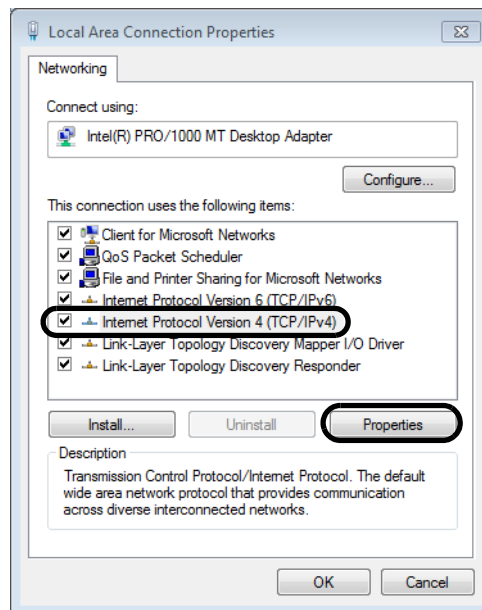 Local Area Connection Properties
Networking
Connect using:
Intel(R) PRO/1000 MT Desktop Adapter
Configure...
This connection uses the following items:
Client for Microsoft Networks
QoS Packet Scheduler
File and Printer Sharing for Microsoft Networks
Internet Protocol Version 6 (TCP/IPv6)
Internet Protocol Version 4 (TCP/IPv4)
Link-Layer Topology Discovery Mapper I/O Driver
Link-Layer Topology Discovery Responder
Install... Uninstall Properties
Description
Transmission Control Protocol/Internet Protocol. The default
wide area network protocol that provides communication
across diverse interconnected networks.
OK Cancel